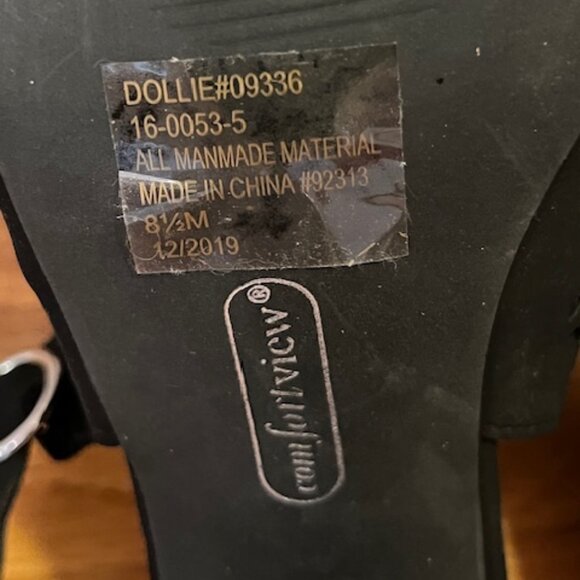 DOLLIE#09336
16-0053-5
ALL MANMADE MATERIAL
MADE IN CHINA #92313
8½M
12/2019
comfortview®